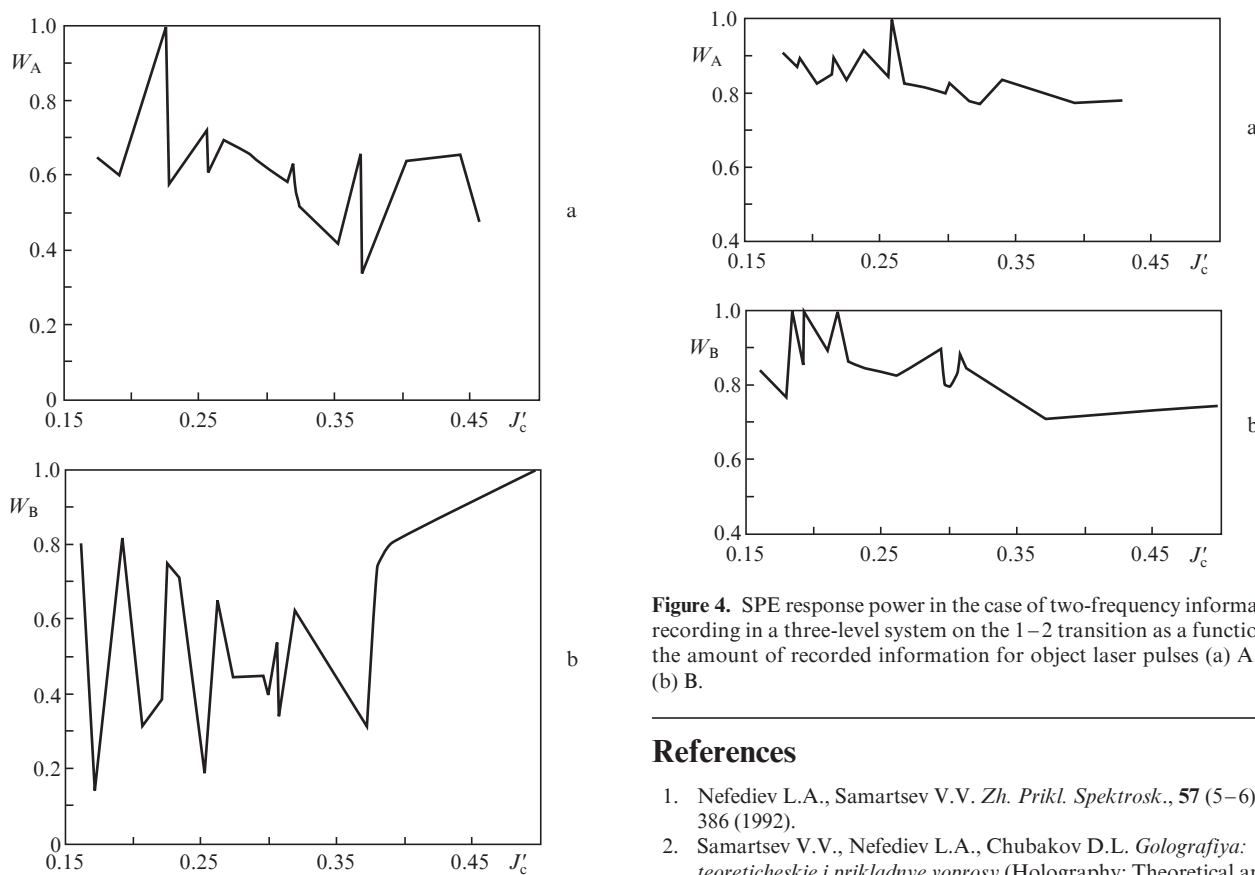 1.0
W_A
0.8
0.6
0.4
0.2
0
0.15 0.25 0.35 0.45 J′_c
a
1.0
W_B
0.8
0.6
0.4
0.2
0
0.15 0.25 0.35 0.45 J′_c
b
1.0
W_A
0.8
0.6
0.4
0.15 0.25 0.35 0.45 J′_c
a
1.0
W_B
0.8
0.6
0.4
0.15 0.25 0.35 0.45 J′_c
b
Figure 4. SPE response power in the case of two-frequency informa
recording in a three-level system on the 1–2 transition as a functio
the amount of recorded information for object laser pulses (a) A
(b) B.
References
1. Nefediev L.A., Samartsev V.V. Zh. Prikl. Spektrosk., 57 (5–6)
386 (1992).
2. Samartsev V.V., Nefediev L.A., Chubakov D.L. Golografiya:
teoreticheskie i prikladnye voprosy (Holography: Theoretical an